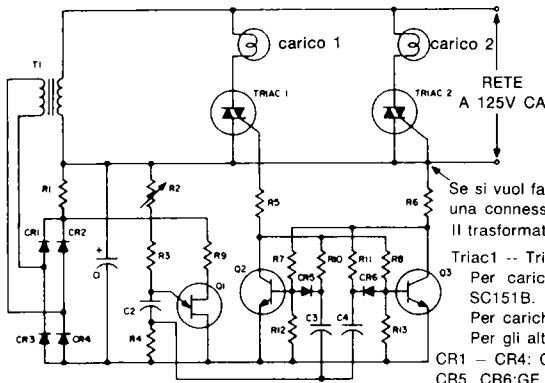 carico 1
carico 2
T1
TRIAC 1
TRIAC 2
RETE
A 125V CA
R1
R2
R5
R6
Se si vuol fa
una conness
Il trasformat
CR1
CR2
R3
R9
Q1
Q2
R7
R10
R11
R8
CR5
CR6
Q3
Triac1 -- Tri
Per caric
SC151B.
Per carich
Per gli alt
C2
R4
R12
C3
C4
R13
CR3
CR4
CR1 – CR4: G
CR5 CR6:GE